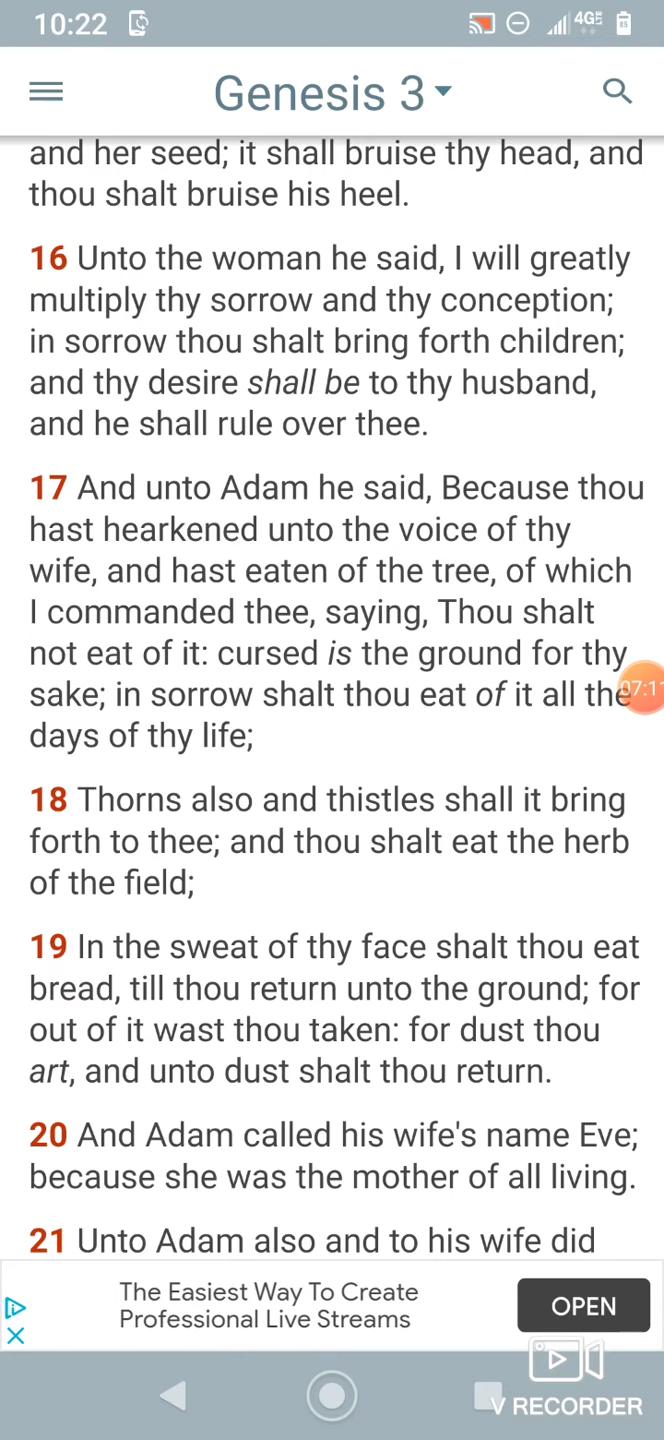 10:22
4GE
85
Genesis 3
and her seed; it shall bruise thy head, and
thou shalt bruise his heel.
16 Unto the woman he said, I will greatly
multiply thy sorrow and thy conception;
in sorrow thou shalt bring forth children;
and thy desire shall be to thy husband,
and he shall rule over thee.
17 And unto Adam he said, Because thou
hast hearkened unto the voice of thy
wife, and hast eaten of the tree, of which
I commanded thee, saying, Thou shalt
not eat of it: cursed is the ground for thy
sake; in sorrow shalt thou eat of it all the
07:11
days of thy life;
18 Thorns also and thistles shall it bring
forth to thee; and thou shalt eat the herb
of the field;
19 In the sweat of thy face shalt thou eat
bread, till thou return unto the ground; for
out of it wast thou taken: for dust thou
art, and unto dust shalt thou return.
20 And Adam called his wife's name Eve;
because she was the mother of all living.
21 Unto Adam also and to his wife did
The Easiest Way To Create
Professional Live Streams
OPEN
V RECORDER